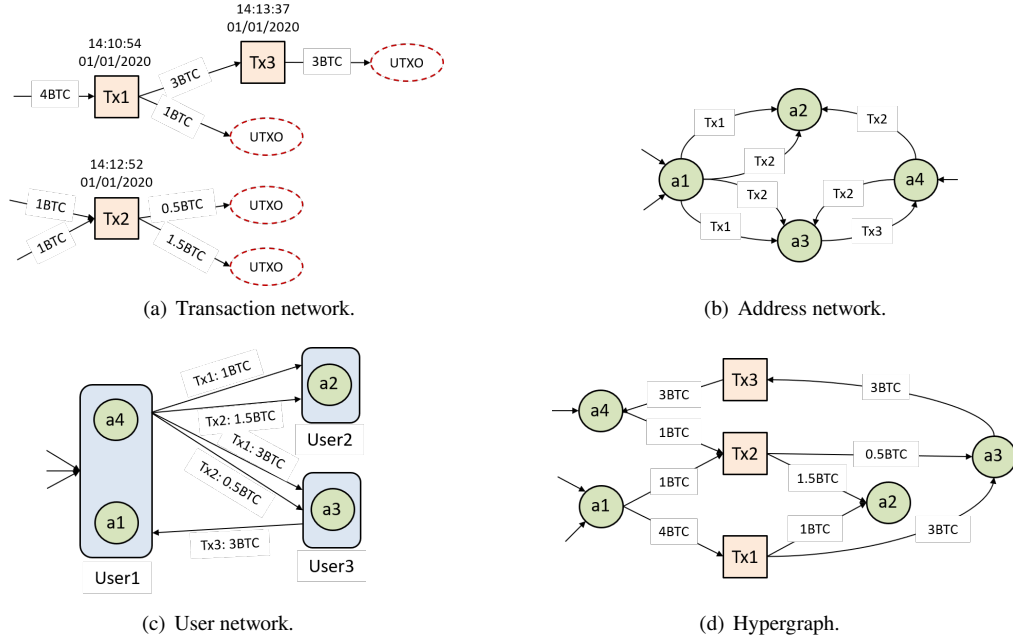 14:10:54
01/01/2020
14:13:37
01/01/2020
4BTC
Tx1
3BTC
Tx3
3BTC
UTXO
1BTC
UTXO
14:12:52
01/01/2020
1BTC
1BTC
Tx2
0.5BTC
UTXO
1.5BTC
UTXO
(a) Transaction network.
a2
Tx1
Tx2
Tx2
a1
a4
Tx2
Tx2
Tx1
a3
Tx3
(b) Address network.
a4
a1
User1
Tx1: 1BTC
Tx2: 1.5BTC
Tx1: 3BTC
Tx2: 0.5BTC
Tx3: 3BTC
a2
User2
a3
User3
(c) User network.
Tx3
3BTC
3BTC
a4
1BTC
Tx2
0.5BTC
a3
1BTC
1.5BTC
a2
a1
4BTC
1BTC
3BTC
Tx1
(d) Hypergraph.